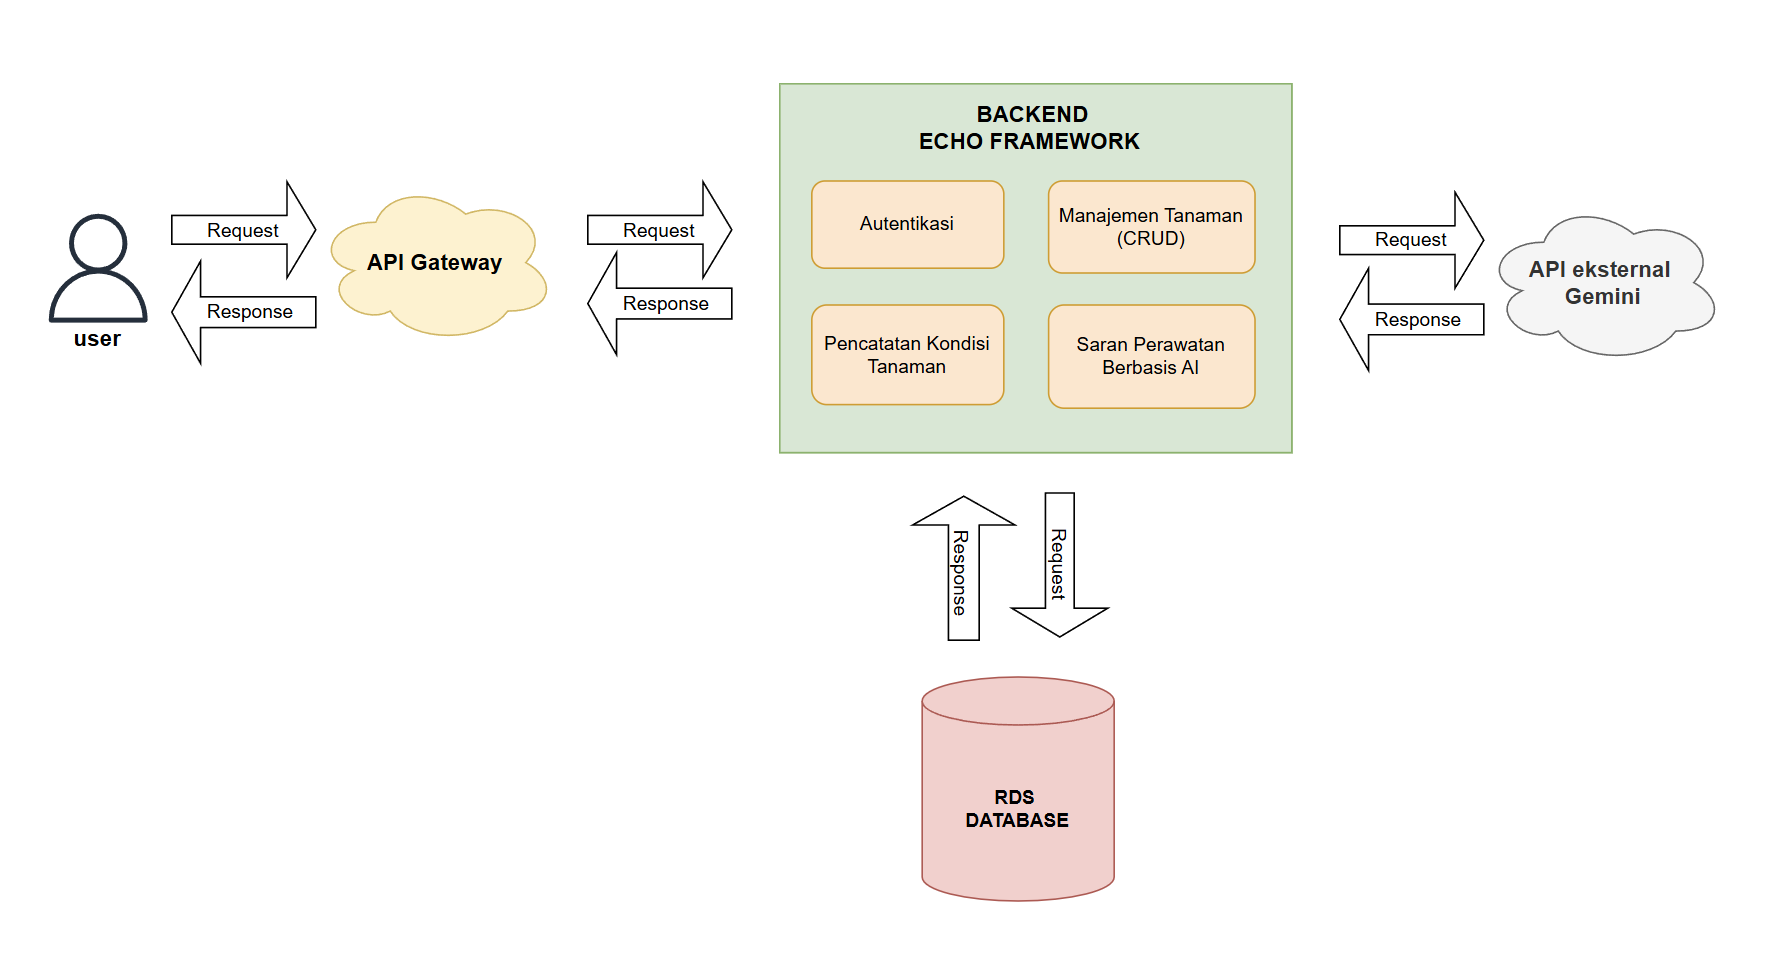 user
Request
Response
API Gateway
Request
Response
BACKEND
ECHO FRAMEWORK
Autentikasi
Manajemen Tanaman
(CRUD)
Pencatatan Kondisi
Tanaman
Saran Perawatan
Berbasis AI
Request
Response
API eksternal
Gemini
Response
Request
RDS
DATABASE